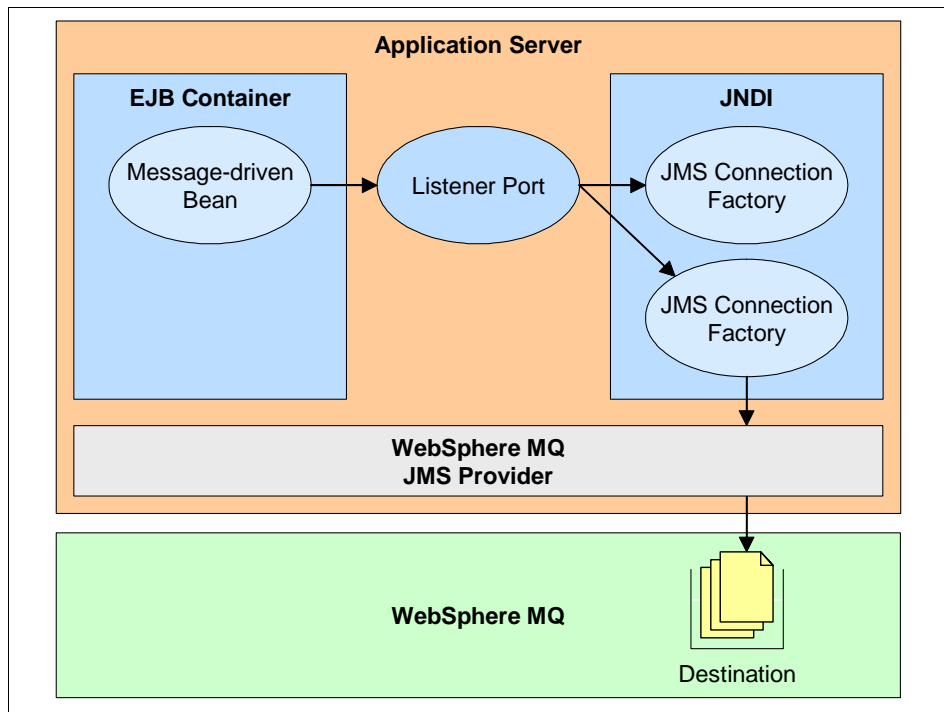 Application Server
EJB Container
JNDI
Message-driven
Bean
Listener Port
JMS Connection
Factory
JMS Connection
Factory
WebSphere MQ
JMS Provider
WebSphere MQ
Destination